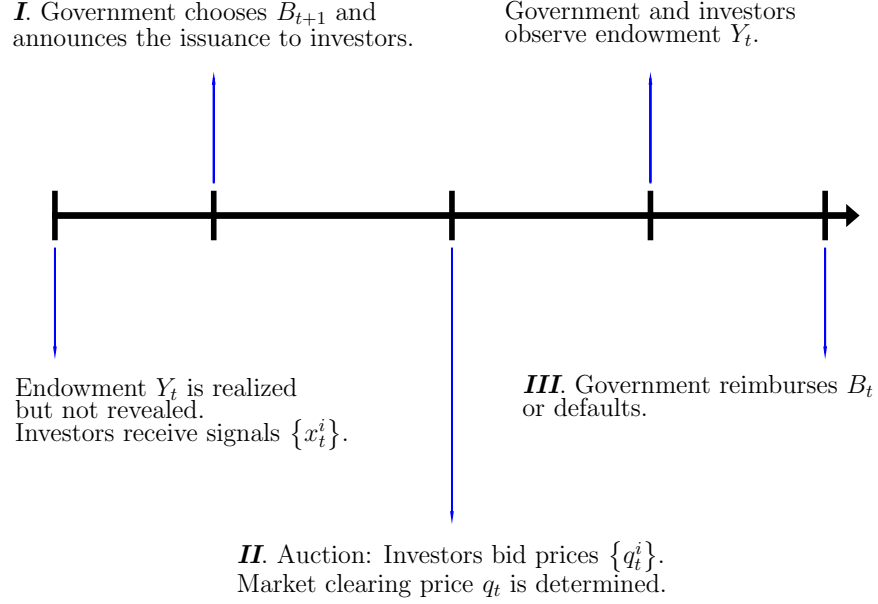 I. Government chooses B_{t+1} and
announces the issuance to investors.
Government and investors
observe endowment Y_t.
Endowment Y_t is realized
but not revealed.
Investors receive signals {x_t^i}.
III. Government reimburses B_t
or defaults.
II. Auction: Investors bid prices {q_t^i}.
Market clearing price q_t is determined.